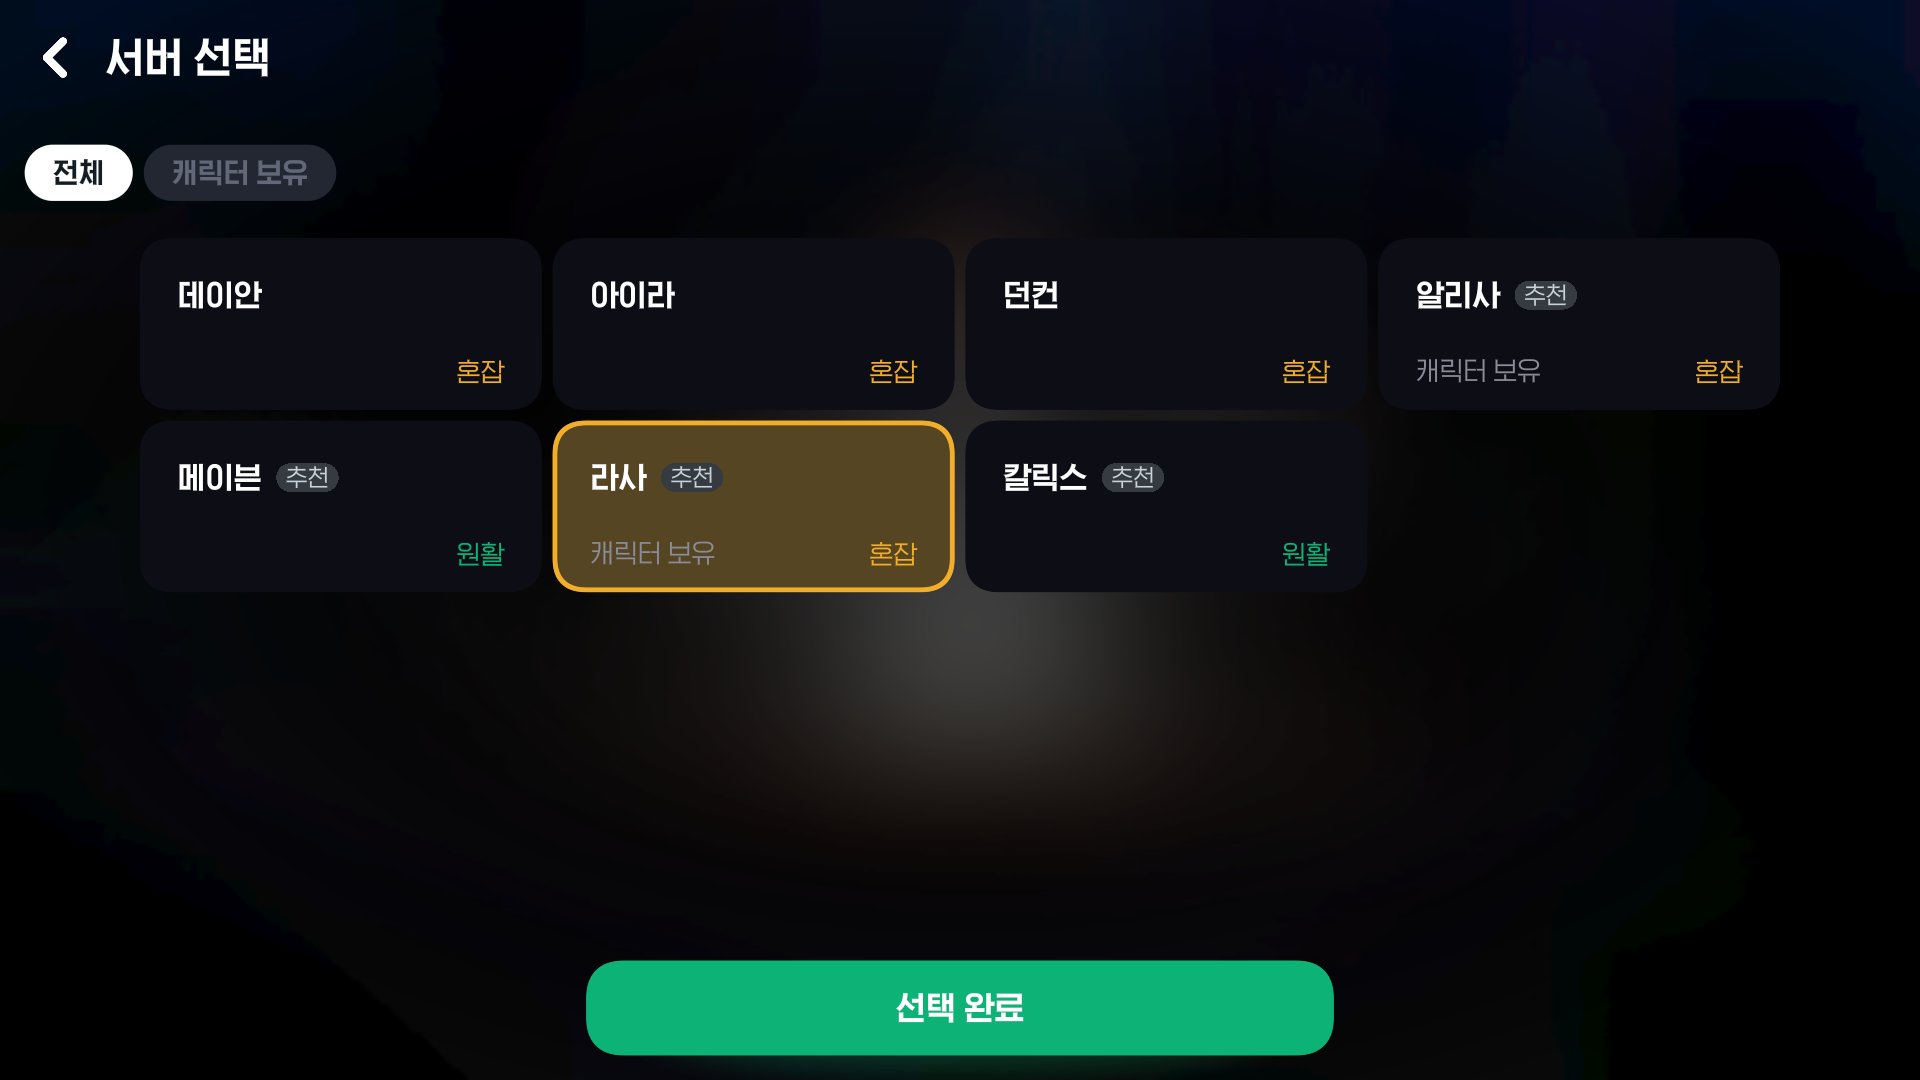 서버 선택
전체
캐릭터 보유
데이안
혼잡
아이라
혼잡
던컨
혼잡
알리사 추천
캐릭터 보유 혼잡
메이븐 추천
원활
라사 추천
캐릭터 보유 혼잡
칼릭스 추천
원활
선택 완료